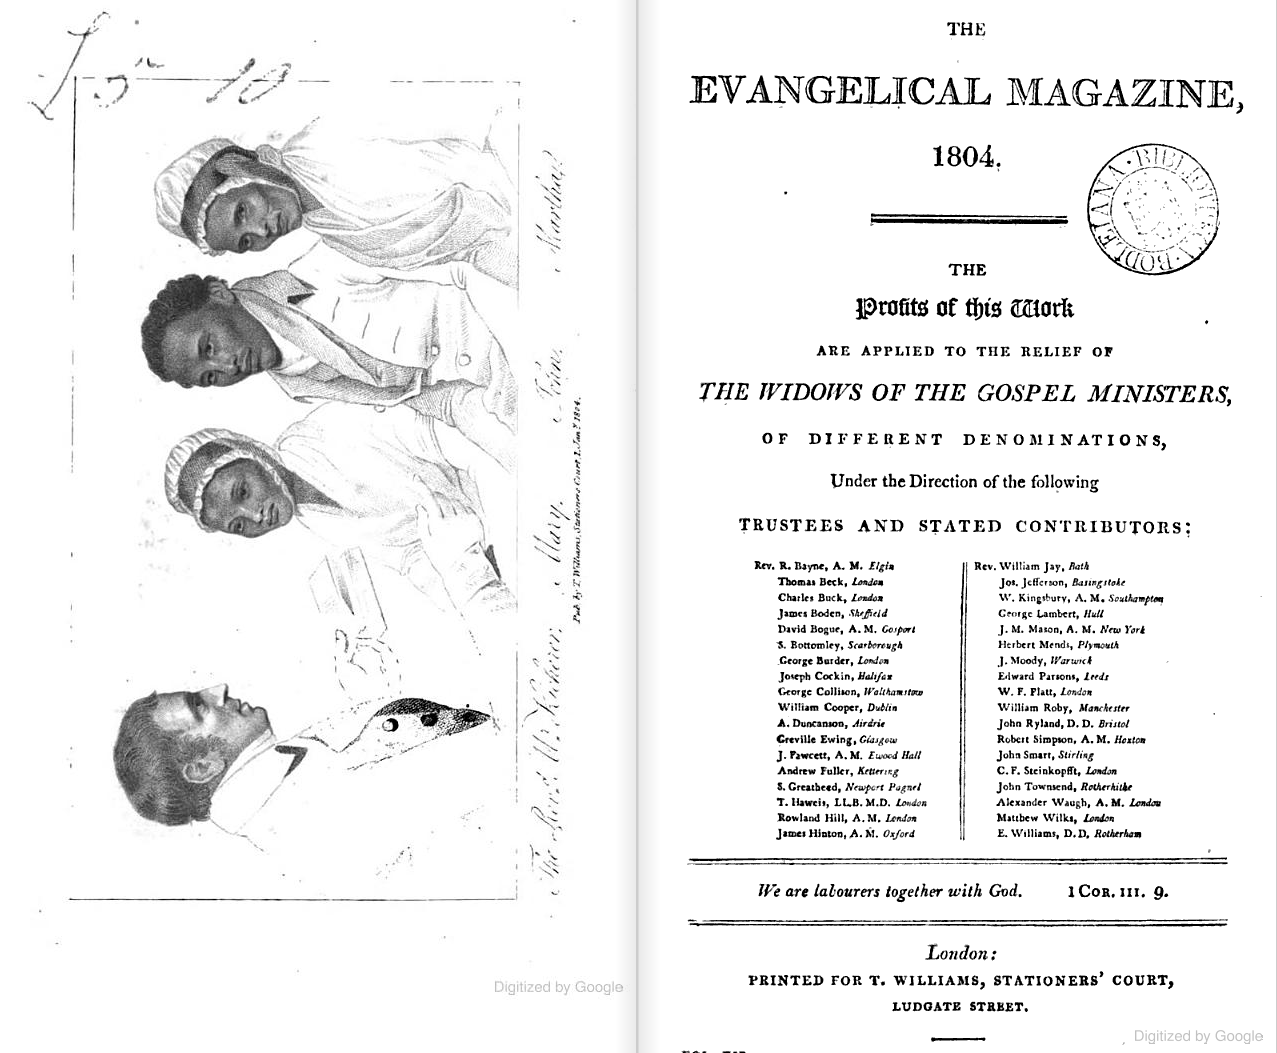 L 5 n 10
The Rev.d Mr Kicherer, Mary, John, Martha.
Pub. by T. Williams, Stationers Court, 1. Jan.y 1804.
Digitized by Google
THE
EVANGELICAL MAGAZINE,
1804.
BIBLIOTHECA · BODLEIANA ·
THE
Profits of this Work
ARE APPLIED TO THE RELIEF OF
THE WIDOWS OF THE GOSPEL MINISTERS,
OF DIFFERENT DENOMINATIONS,
Under the Direction of the following
TRUSTEES AND STATED CONTRIBUTORS:
Rev. R. Bayne, A. M. Elgin
Thomas Beck, London
Charles Buck, London
James Boden, Sheffield
David Bogue, A. M. Gosport
S. Bottomley, Scarborough
George Burder, London
Joseph Cockin, Halifax
George Collison, Walthamstow
William Cooper, Dublin
A. Duncanson, Airdrie
Greville Ewing, Glasgow
J. Fawcett, A. M. Ewood Hall
Andrew Fuller, Kettering
S. Greatheed, Newport Pagnel
T. Haweis, LL.B. M.D. London
Rowland Hill, A. M. London
James Hinton, A. M. Oxford
Rev. William Jay, Bath
Jos. Jefferson, Basingstoke
W. Kingsbury, A. M. Southampton
George Lambert, Hull
J. M. Mason, A. M. New York
Herbert Mends, Plymouth
J. Moody, Warwick
Edward Parsons, Leeds
W. F. Platt, London
William Roby, Manchester
John Ryland, D. D. Bristol
Robert Simpson, A. M. Hoxton
John Smart, Stirling
C. F. Steinkopfft, London
John Townsend, Rotherhithe
Alexander Waugh, A. M. London
Matthew Wilks, London
E. Williams, D. D, Rotherham
We are labourers together with God. 1 COR. III. 9.
London:
PRINTED FOR T. WILLIAMS, STATIONERS' COURT,
LUDGATE STREET.
Digitized by Google